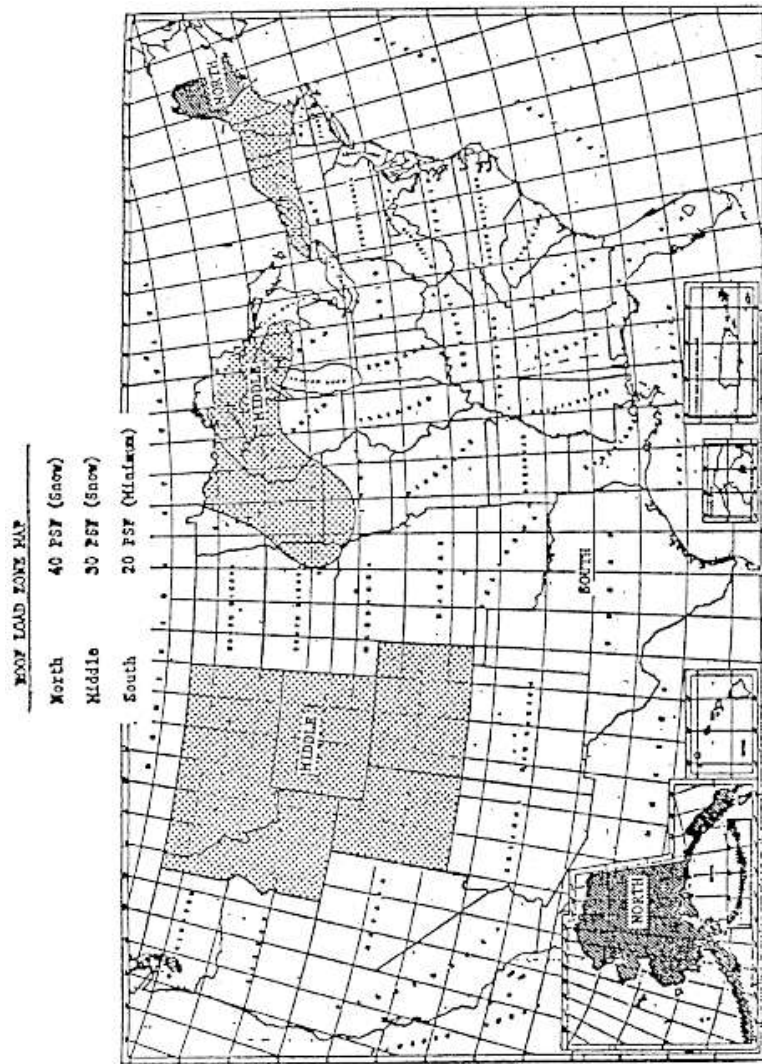 ROOF LOAD ZONE MAP
North 40 PSF (Snow)
Middle 30 PSF (Snow)
South 20 PSF (Minimum)
NORTH
MIDDLE
MIDDLE
SOUTH
NORTH